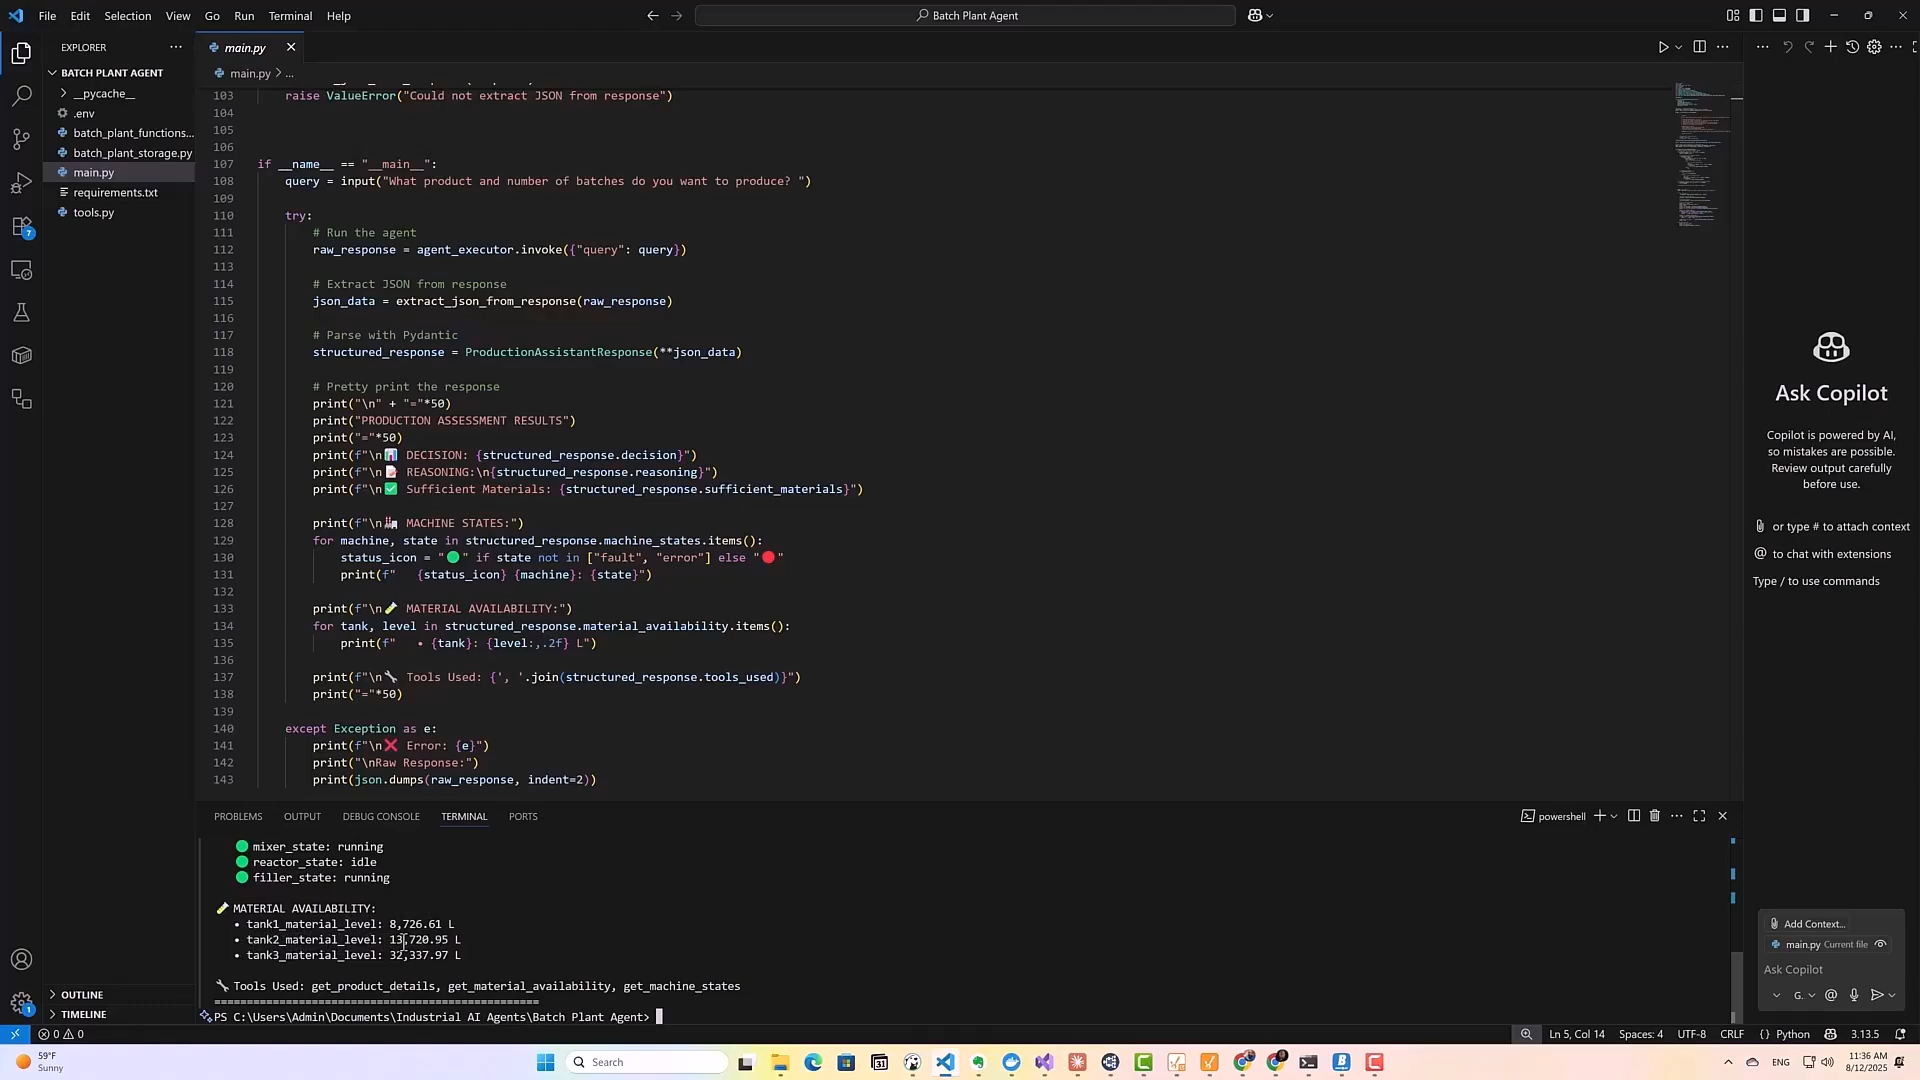 File Edit Selection View Go Run Terminal Help
Batch Plant Agent
EXPLORER
BATCH PLANT AGENT
__pycache__
.env
batch_plant_functions...
batch_plant_storage.py
main.py
requirements.txt
tools.py
7
OUTLINE
TIMELINE
1
main.py
main.py > ...
103 raise ValueError("Could not extract JSON from response")
104
105
106
107 if __name__ == "__main__":
108 query = input("What product and number of batches do you want to produce? ")
109
110 try:
111 # Run the agent
112 raw_response = agent_executor.invoke({"query": query})
113
114 # Extract JSON from response
115 json_data = extract_json_from_response(raw_response)
116
117 # Parse with Pydantic
118 structured_response = ProductionAssistantResponse(**json_data)
119
120 # Pretty print the response
121 print("\n" + "="*50)
122 print("PRODUCTION ASSESSMENT RESULTS")
123 print("="*50)
124 print(f"\n📊 DECISION: {structured_response.decision}")
125 print(f"\n📝 REASONING:\n{structured_response.reasoning}")
126 print(f"\n✅ Sufficient Materials: {structured_response.sufficient_materials}")
127
128 print(f"\n🏭 MACHINE STATES:")
129 for machine, state in structured_response.machine_states.items():
130 status_icon = "🟢" if state not in ["fault", "error"] else "🔴"
131 print(f" {status_icon} {machine}: {state}")
132
133 print(f"\n🧪 MATERIAL AVAILABILITY:")
134 for tank, level in structured_response.material_availability.items():
135 print(f" • {tank}: {level:,.2f} L")
136
137 print(f"\n🔧 Tools Used: {', '.join(structured_response.tools_used)}")
138 print("="*50)
139
140 except Exception as e:
141 print(f"\n❌ Error: {e}")
142 print("\nRaw Response:")
143 print(json.dumps(raw_response, indent=2))
PROBLEMS OUTPUT DEBUG CONSOLE TERMINAL PORTS
powershell
🟢 mixer_state: running
🟢 reactor_state: idle
🟢 filler_state: running
🧪 MATERIAL AVAILABILITY:
• tank1_material_level: 8,726.61 L
• tank2_material_level: 13,720.95 L
• tank3_material_level: 32,337.97 L
🔧 Tools Used: get_product_details, get_material_availability, get_machine_states
==================================================
PS C:\Users\Admin\Documents\Industrial AI Agents\Batch Plant Agent>
Ask Copilot
Copilot is powered by AI,
so mistakes are possible.
Review output carefully
before use.
or type # to attach context
@ to chat with extensions
Type / to use commands
Add Context...
main.py Current file
Ask Copilot
G.
0 0
Ln 5, Col 14 Spaces: 4 UTF-8 CRLF {} Python 3.13.5
59°F
Sunny
Search
31
ENG
11:36 AM
8/12/2025